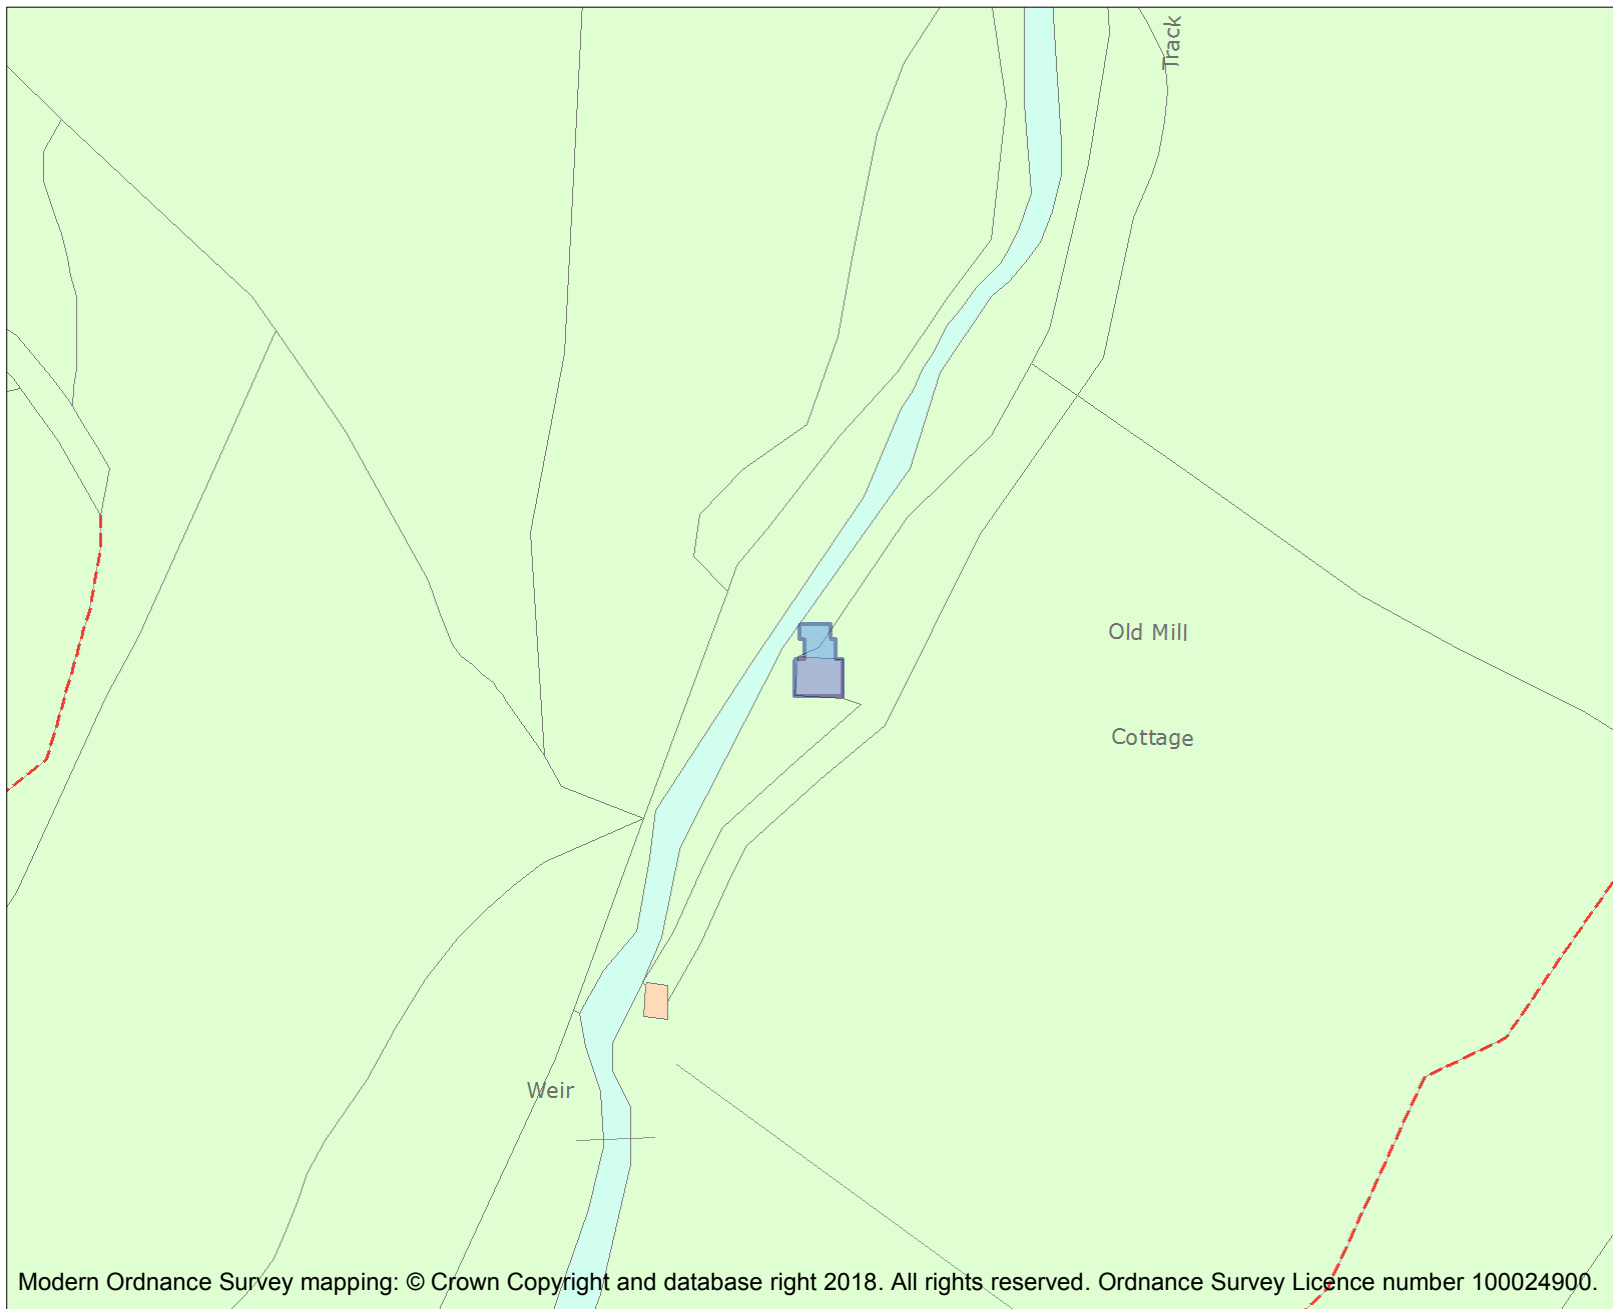 Track
Old Mill
Cottage
Weir
Modern Ordnance Survey mapping: © Crown Copyright and database right 2018. All rights reserved. Ordnance Survey Licence number 100024900.